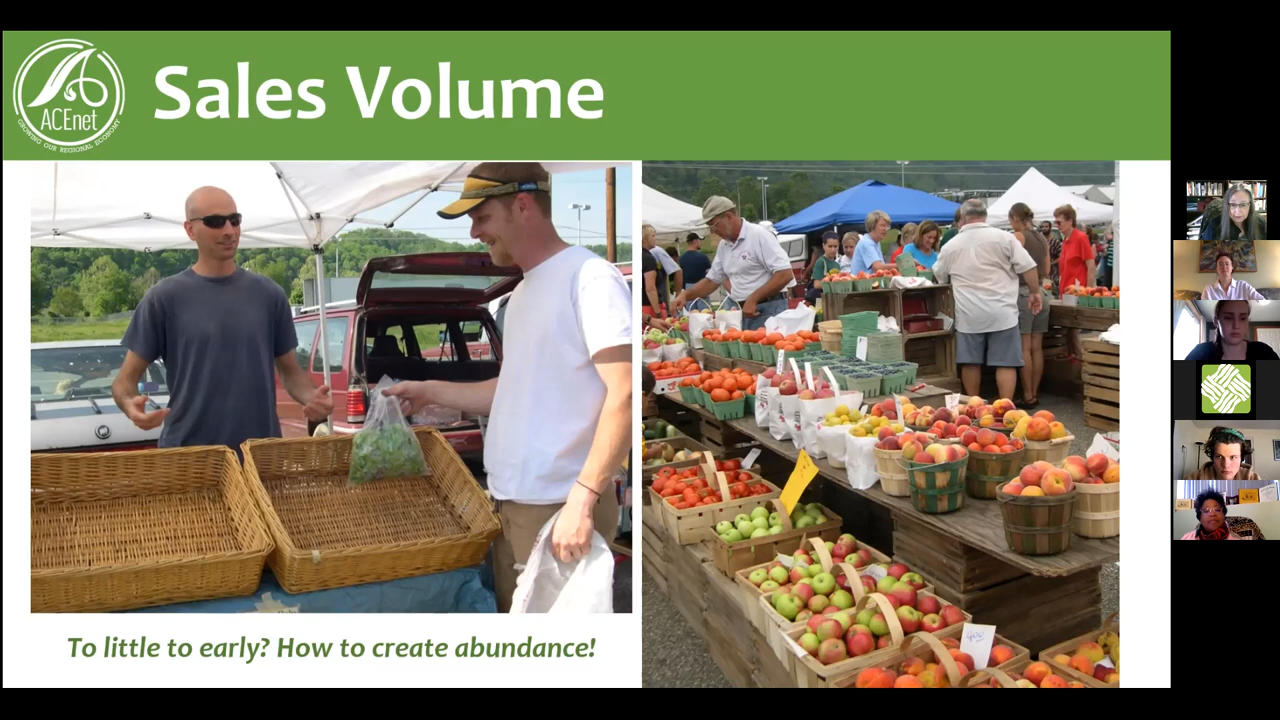 Sales Volume
ACEnet
GROWING OUR REGIONAL ECONOMY
To little to early? How to create abundance!